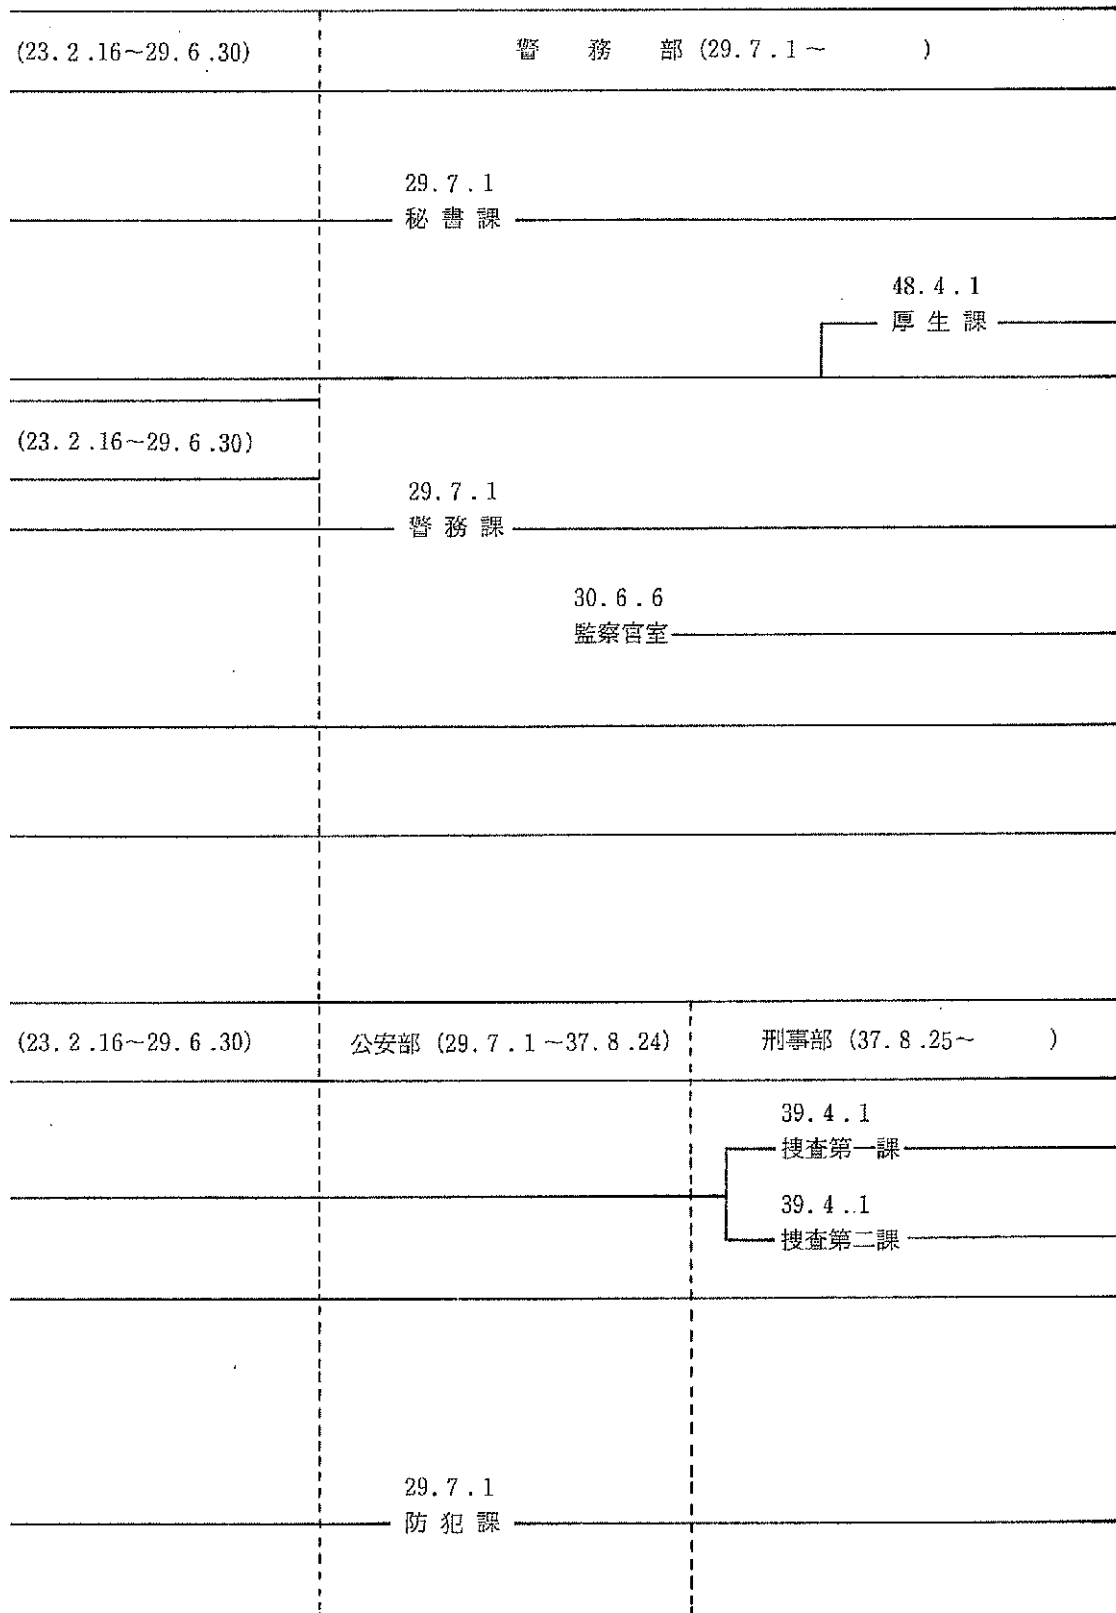 (23.2.16～29.6.30)
警務部 (29.7.1～　　)
29.7.1
秘書課
48.4.1
厚生課
(23.2.16～29.6.30)
29.7.1
警務課
30.6.6
監察官室
(23.2.16～29.6.30)
公安部 (29.7.1～37.8.24)
刑事部 (37.8.25～　　)
39.4.1
捜査第一課
39.4.1
捜査第二課
29.7.1
防犯課